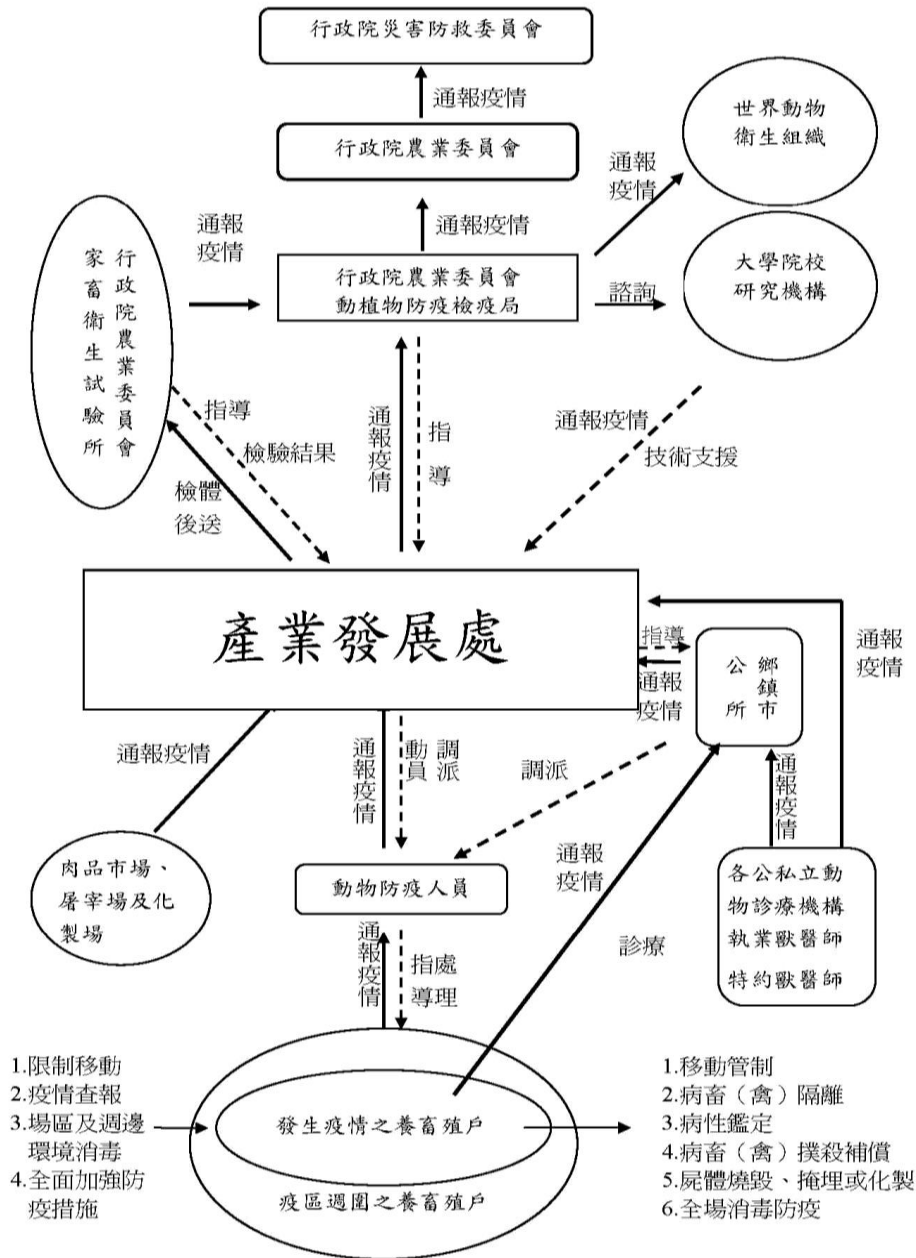 行政院災害防救委員會
通報疫情
行政院農業委員會
世界動物
衛生組織
通報
疫情
通報疫情
通報
疫情
行政院農業委員會
家畜衛生試驗所
行政院農業委員會
動植物防疫檢疫局
諮詢
大學院校
研究機構
指導
檢驗結果
檢體
後送
通報疫情
指
導
通報疫情
技術支援
產業發展處
指導
通報
疫情
鄉鎮市
公所
通報
疫情
通報疫情
通報疫情
調派
動員
調派
通報疫情
肉品市場、
屠宰場及化
製場
動物防疫人員
通報
疫情
各公私立動
物診療機構
執業獸醫師
特約獸醫師
診療
通報疫情
指處
導理
1.限制移動
2.疫情查報
3.場區及週邊
環境消毒
4.全面加強防
疫措施
發生疫情之養畜殖戶
疫區週圍之養畜殖戶
1.移動管制
2.病畜（禽）隔離
3.病性鑑定
4.病畜（禽）撲殺補償
5.屍體燒毀、掩埋或化製
6.全場消毒防疫